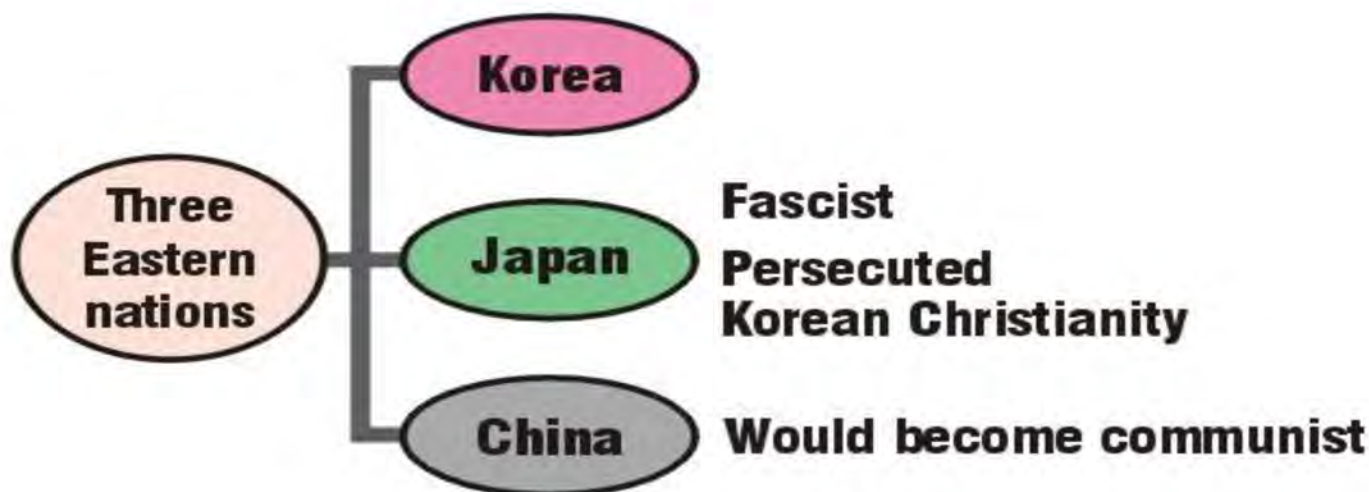 Korea
Three
Eastern
nations
Japan
Fascist
Persecuted
Korean Christianity
China
Would become communist